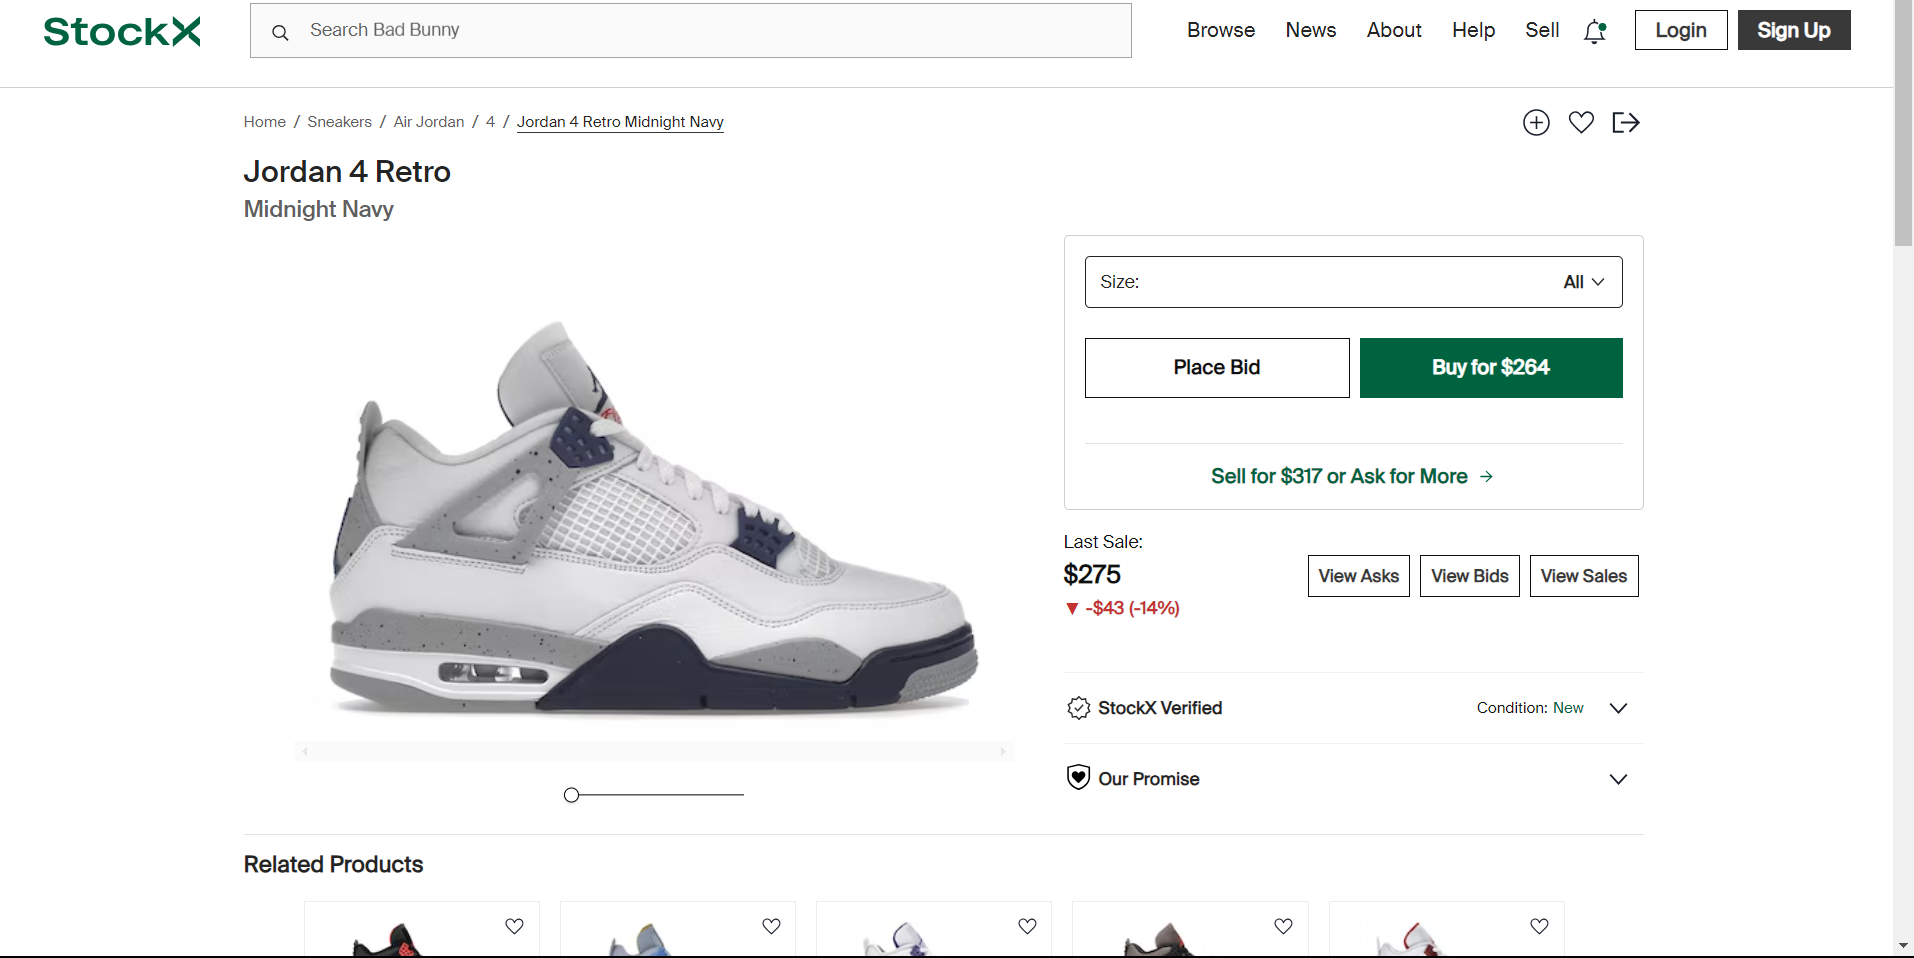 StockX
Search Bad Bunny
Browse
News
About
Help
Sell
Login
Sign Up
Home / Sneakers / Air Jordan / 4 / Jordan 4 Retro Midnight Navy
Jordan 4 Retro
Midnight Navy
Size:
All
Place Bid
Buy for $264
Sell for $317 or Ask for More →
Last Sale:
$275
▼ -$43 (-14%)
View Asks
View Bids
View Sales
StockX Verified
Condition: New
Our Promise
Related Products